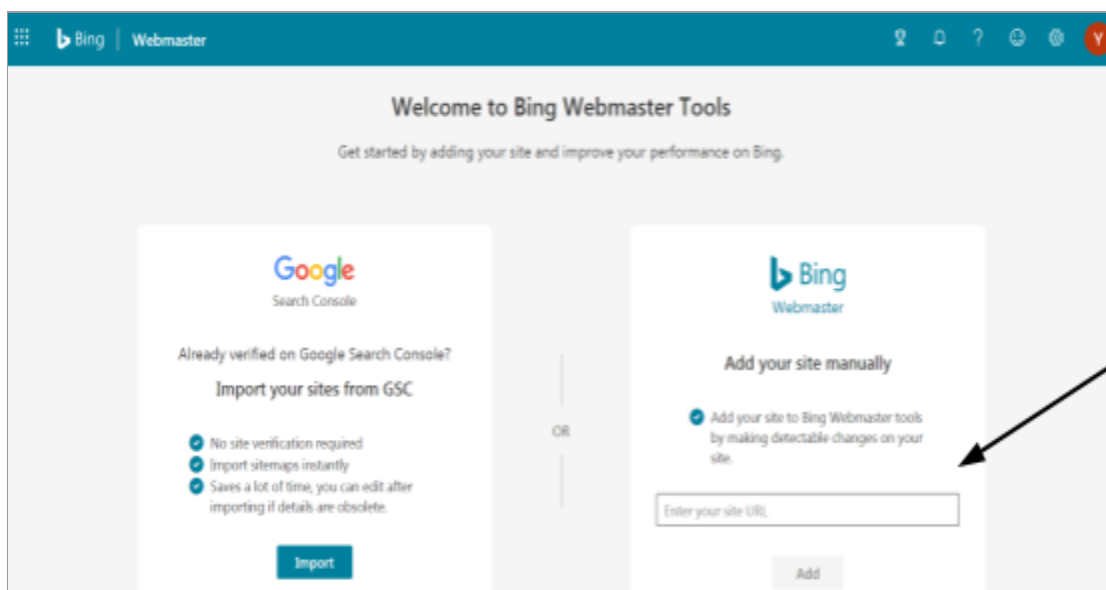 Bing | Webmaster
? Y
Welcome to Bing Webmaster Tools
Get started by adding your site and improve your performance on Bing.
Google
Search Console
Already verified on Google Search Console?
Import your sites from GSC
No site verification required
Import sitemaps instantly
Saves a lot of time, you can edit after
importing if details are obsolete.
Import
OR
Bing
Webmaster
Add your site manually
Add your site to Bing Webmaster tools
by making detectable changes on your
site.
Enter your site URL
Add